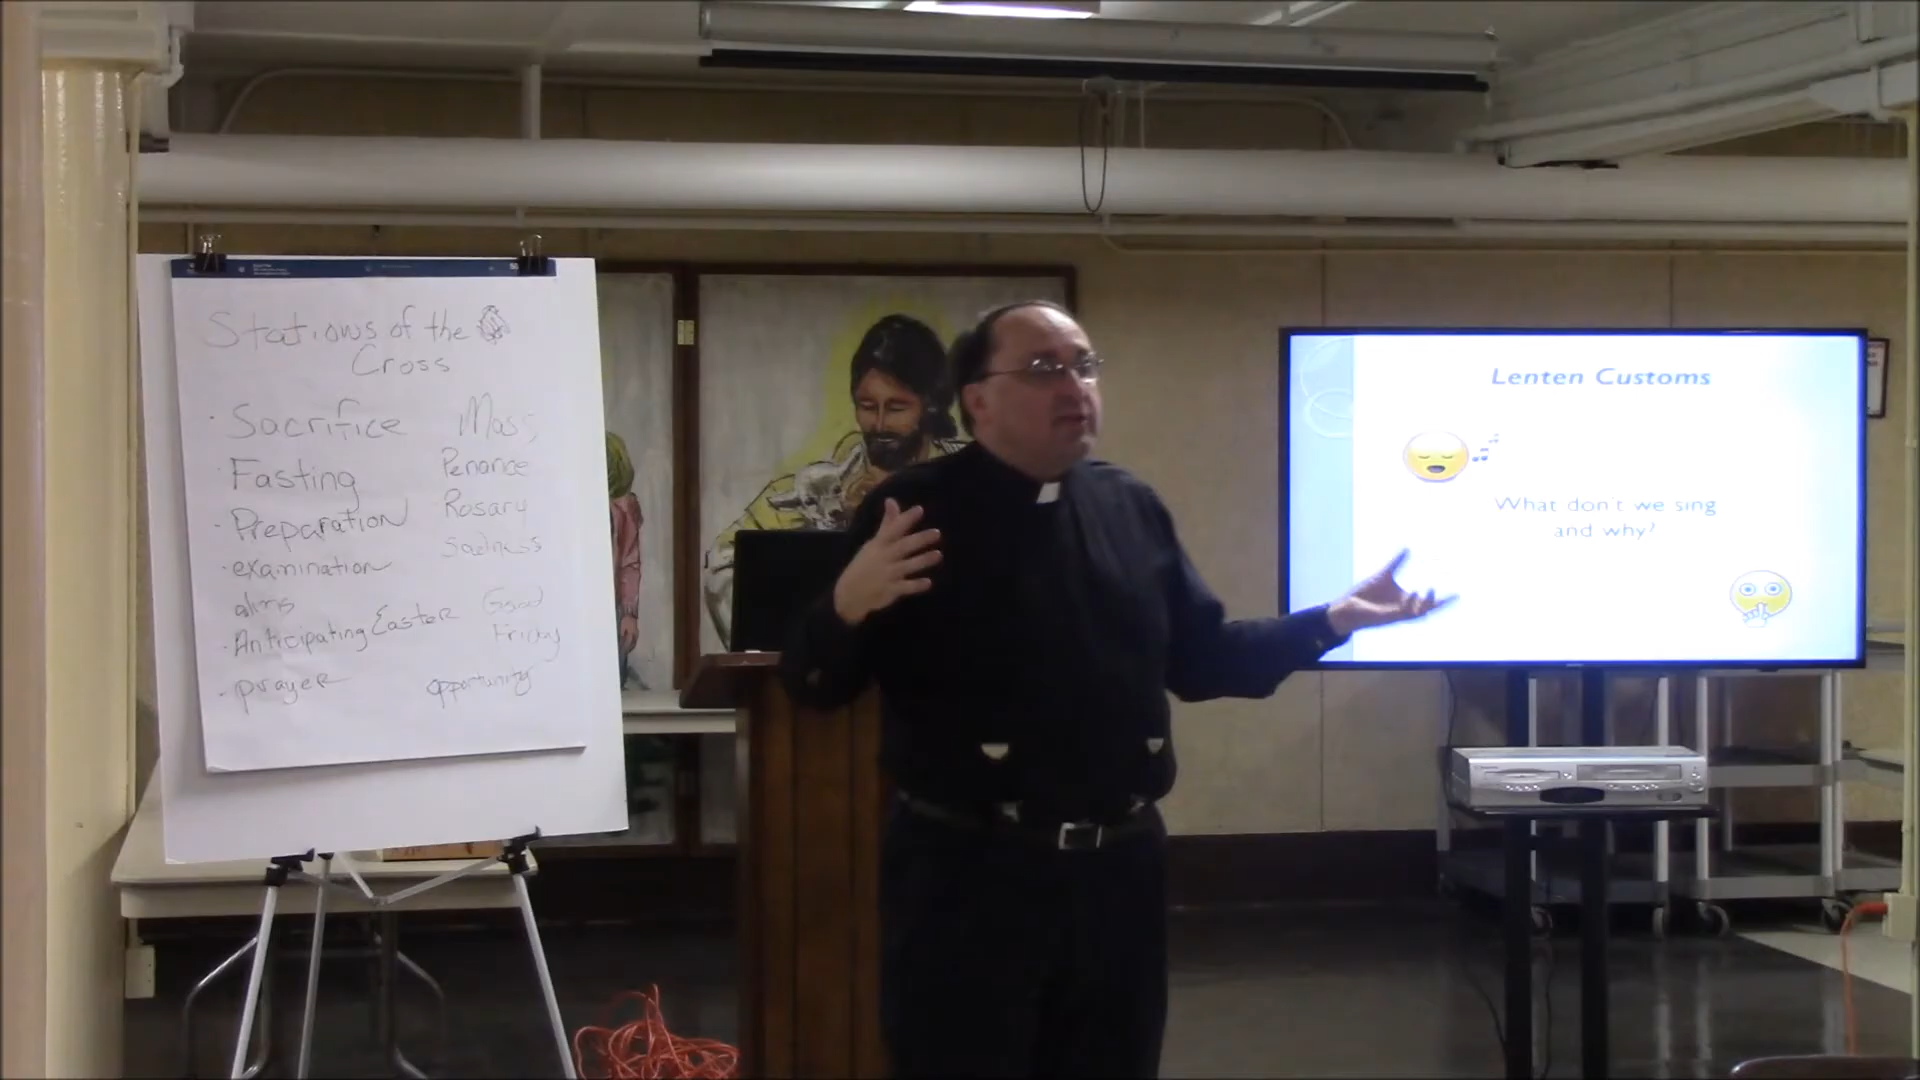 Stations of the
Cross
· Sacrifice
· Fasting
· Preparation
· examination
alms
· Anticipating Easter
· prayer
Mass
Penance
Rosary
Sadness
Good
Friday
opportunity
Lenten Customs
What don't we sing
and why?